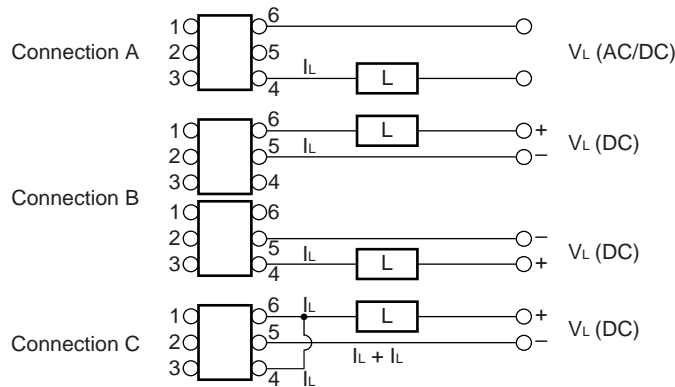 Connection A
1 6
2 5
3 4 IL L
VL (AC/DC)
Connection B
1 6 L +
2 5 IL –
3 4
VL (DC)
1 6
2 5 –
3 4 IL L +
VL (DC)
Connection C
1 6 IL L +
2 5 –
3 4 IL
IL + IL
VL (DC)